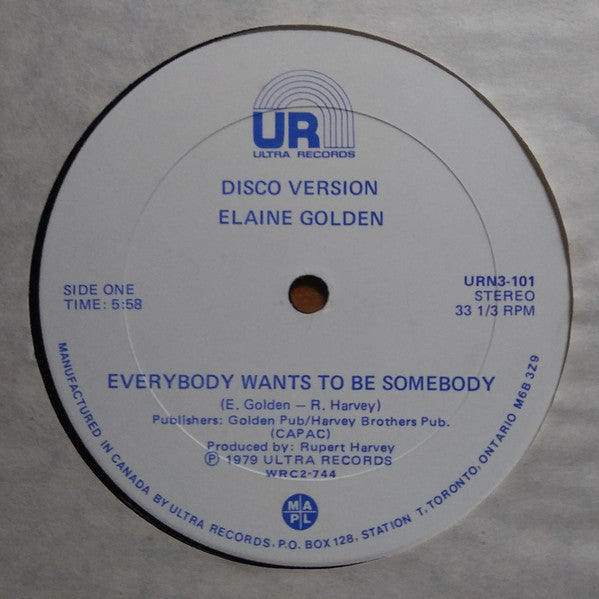 UR
ULTRA RECORDS
DISCO VERSION
ELAINE GOLDEN
SIDE ONE
TIME: 5:58
URN3-101
STEREO
33 1/3 RPM
EVERYBODY WANTS TO BE SOMEBODY
(E. Golden – R. Harvey)
Publishers: Golden Pub/Harvey Brothers Pub.
(CAPAC)
Produced by: Rupert Harvey
Ⓟ 1979 ULTRA RECORDS
WRC2-744
M A
P L
MANUFACTURED IN CANADA BY ULTRA RECORDS. P.O. BOX 128, STATION T, TORONTO, ONTARIO M6B 3Z9